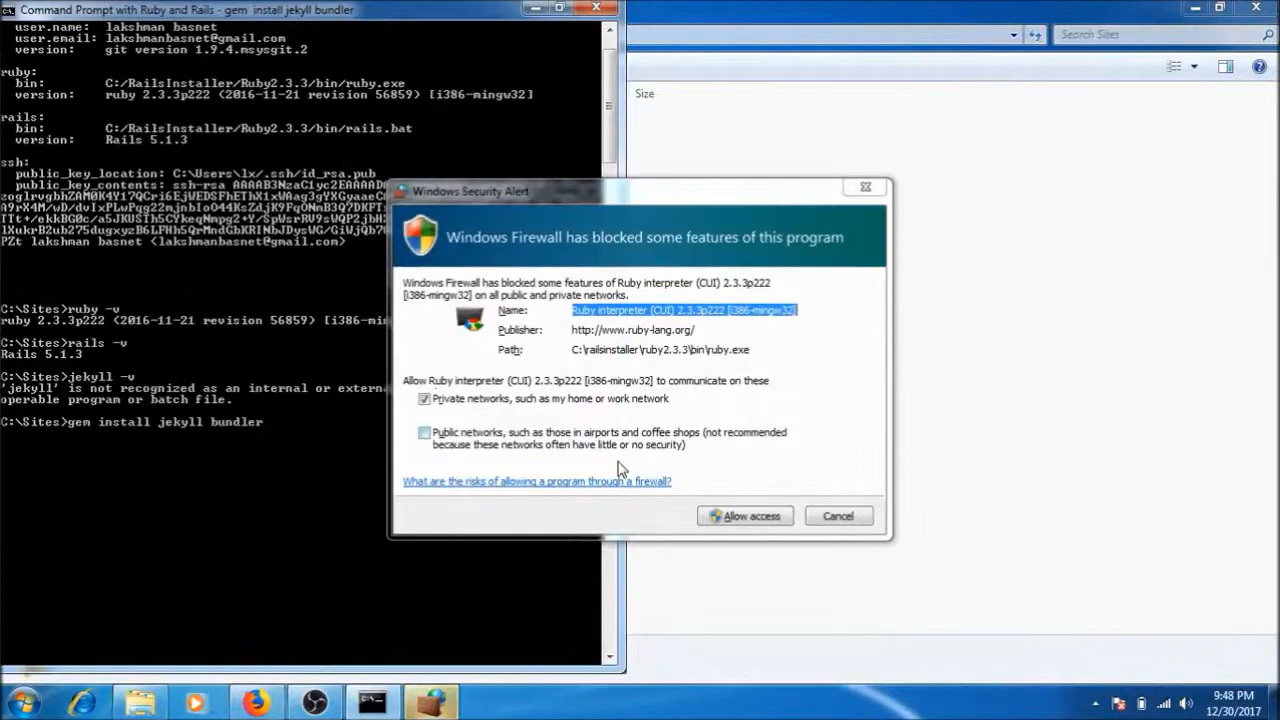 Command Prompt with Ruby and Rails - gem install jekyll bundler
user.name: lakshman basnet
user.email: lakshmanbasnet@gmail.com
version: git version 1.9.4.msysgit.2
ruby:
bin: C:/RailsInstaller/Ruby2.3.3/bin/ruby.exe
version: ruby 2.3.3p222 (2016-11-21 revision 56859) [i386-mingw32]
rails:
bin: C:/RailsInstaller/Ruby2.3.3/bin/rails.bat
version: Rails 5.1.3
ssh:
public_key_location: C:\Users\lx/.ssh/id_rsa.pub
public_key_contents: ssh-rsa
PZt lakshman basnet <lakshmanbasnet@gmail.com>
C:\Sites>ruby -v
ruby 2.3.3p222 (2016-11-21 revision 56859) [i386-min
C:\Sites>rails -v
Rails 5.1.3
C:\Sites>jekyll -v
'jekyll' is not recognized as an internal or exter
operable program or batch file.
C:\Sites>gem install jekyll bundler
Search Sites
Size
Windows Security Alert
Windows Firewall has blocked some features of this program
Windows Firewall has blocked some features of Ruby interpreter (CUI) 2.3.3p222
[i386-mingw32] on all public and private networks.
Name: Ruby interpreter (CUI) 2.3.3p222 [i386-mingw32]
Publisher: http://www.ruby-lang.org/
Path: C:\railsinstaller\ruby2.3.3\bin\ruby.exe
Allow Ruby interpreter (CUI) 2.3.3p222 [i386-mingw32] to communicate on these
Private networks, such as my home or work network
Public networks, such as those in airports and coffee shops (not recommended
because these networks often have little or no security)
What are the risks of allowing a program through a firewall?
Allow access
Cancel
9:48 PM
12/30/2017